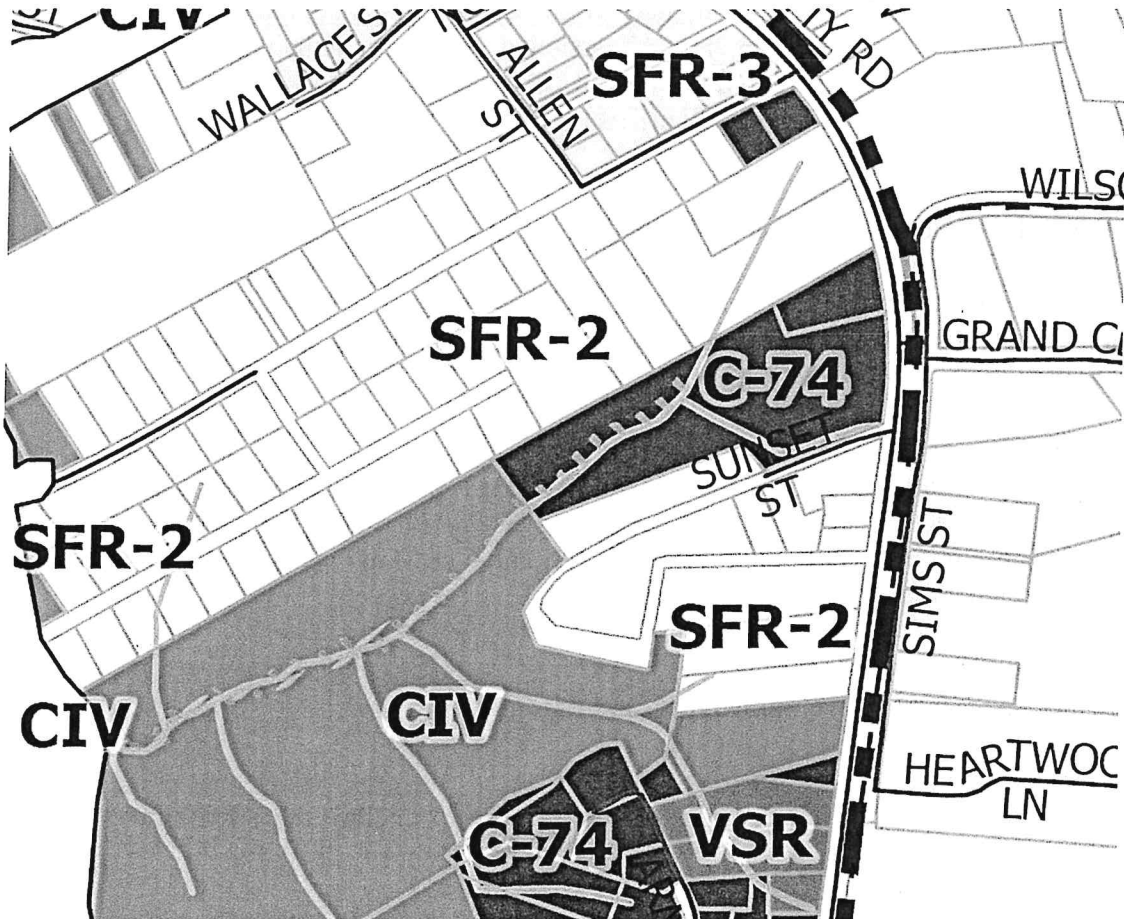 CIV
WALLACE ST
ALLEN
ST
SFR-3
RD
WILSO
SFR-2
C-74
GRAND C
SUNSET
ST
SFR-2
SFR-2
SIMS ST
CIV
CIV
HEARTWOO
LN
C-74
VSR